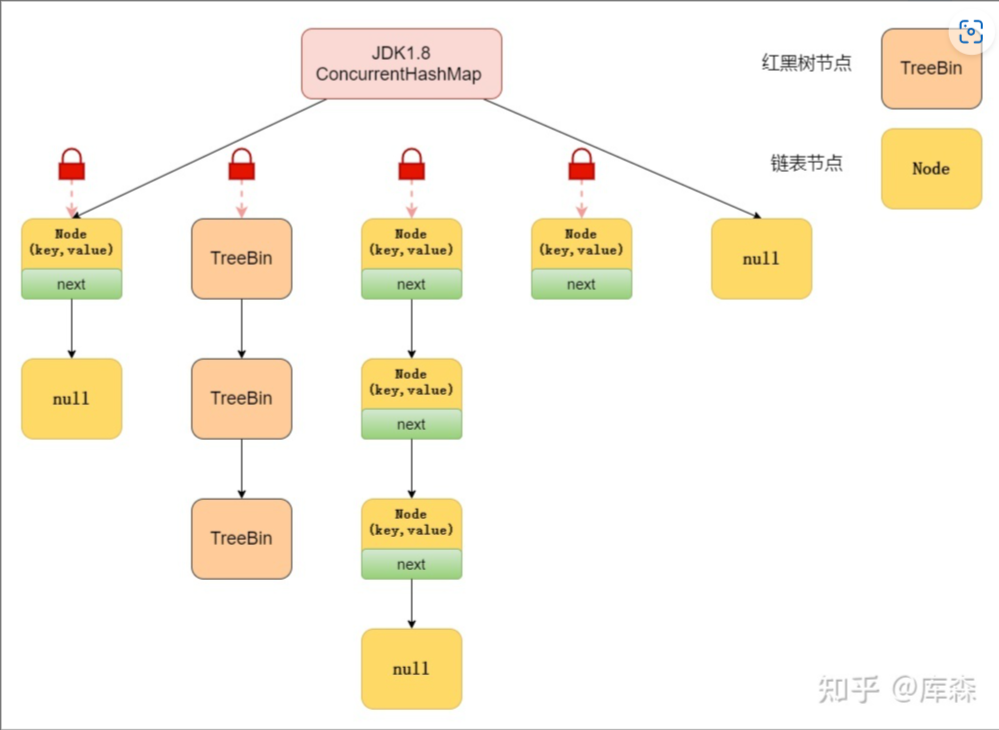 JDK1.8
ConcurrentHashMap
红黑树节点
TreeBin
链表节点
Node
Node
(key,value)
next
TreeBin
Node
(key,value)
next
Node
(key,value)
next
null
null
TreeBin
Node
(key,value)
next
TreeBin
Node
(key,value)
next
null
知乎 @库森